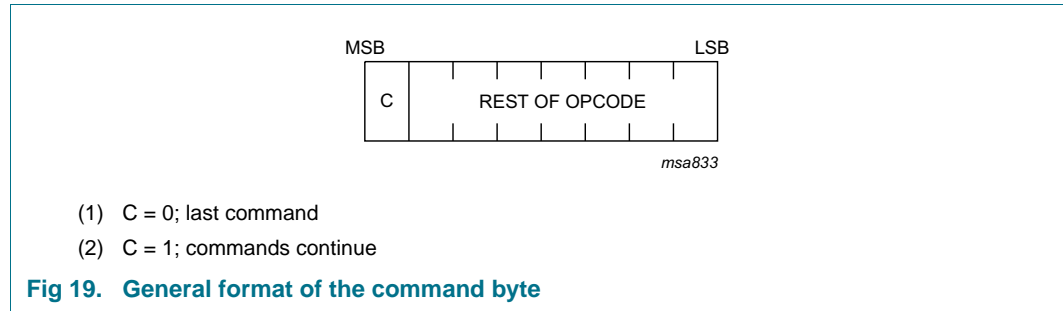 MSB LSB
C REST OF OPCODE
msa833
(1) C = 0; last command
(2) C = 1; commands continue
Fig 19. General format of the command byte